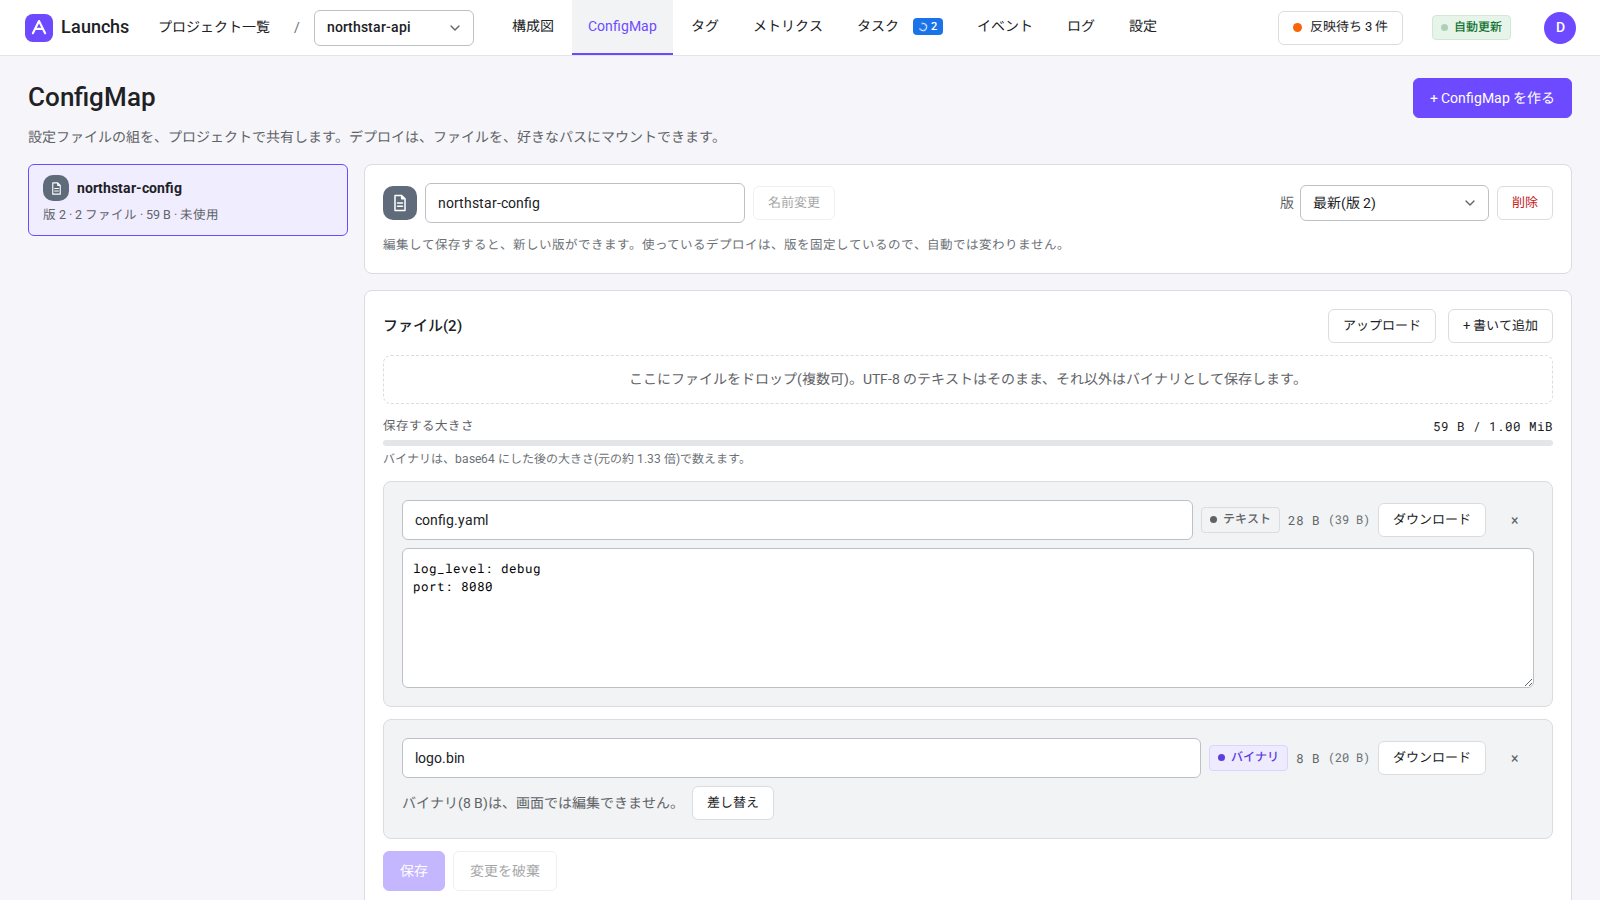 Launchs
プロジェクト一覧 / northstar-api
構成図 ConfigMap タグ メトリクス タスク 2 イベント ログ 設定
反映待ち 3 件
自動更新
D
ConfigMap
+ ConfigMap を作る
設定ファイルの組を、プロジェクトで共有します。デプロイは、ファイルを、好きなパスにマウントできます。
northstar-config
版 2 · 2 ファイル · 59 B · 未使用
northstar-config 名前変更 版 最新(版 2) 削除
編集して保存すると、新しい版ができます。使っているデプロイは、版を固定しているので、自動では変わりません。
ファイル(2) アップロード + 書いて追加
ここにファイルをドロップ(複数可)。UTF-8 のテキストはそのまま、それ以外はバイナリとして保存します。
保存する大きさ 59 B / 1.00 MiB
バイナリは、base64 にした後の大きさ(元の約 1.33 倍)で数えます。
config.yaml テキスト 28 B (39 B) ダウンロード ×
log_level: debug
port: 8080
logo.bin バイナリ 8 B (20 B) ダウンロード ×
バイナリ(8 B)は、画面では編集できません。 差し替え
保存 変更を破棄